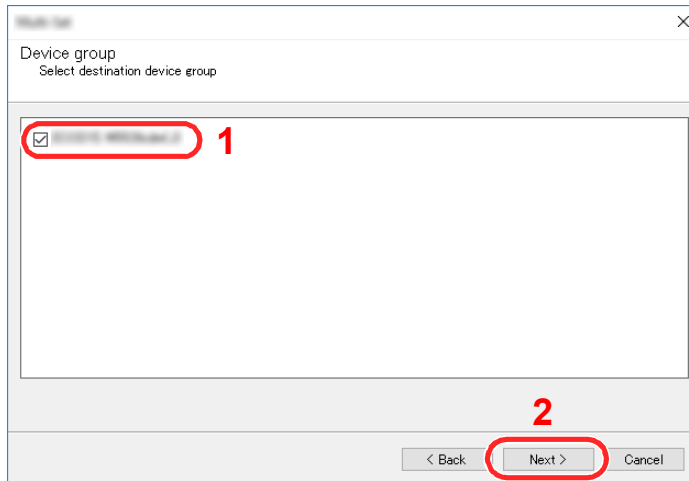 Device group
Select destination device group
1
2
< Back
Next >
Cancel